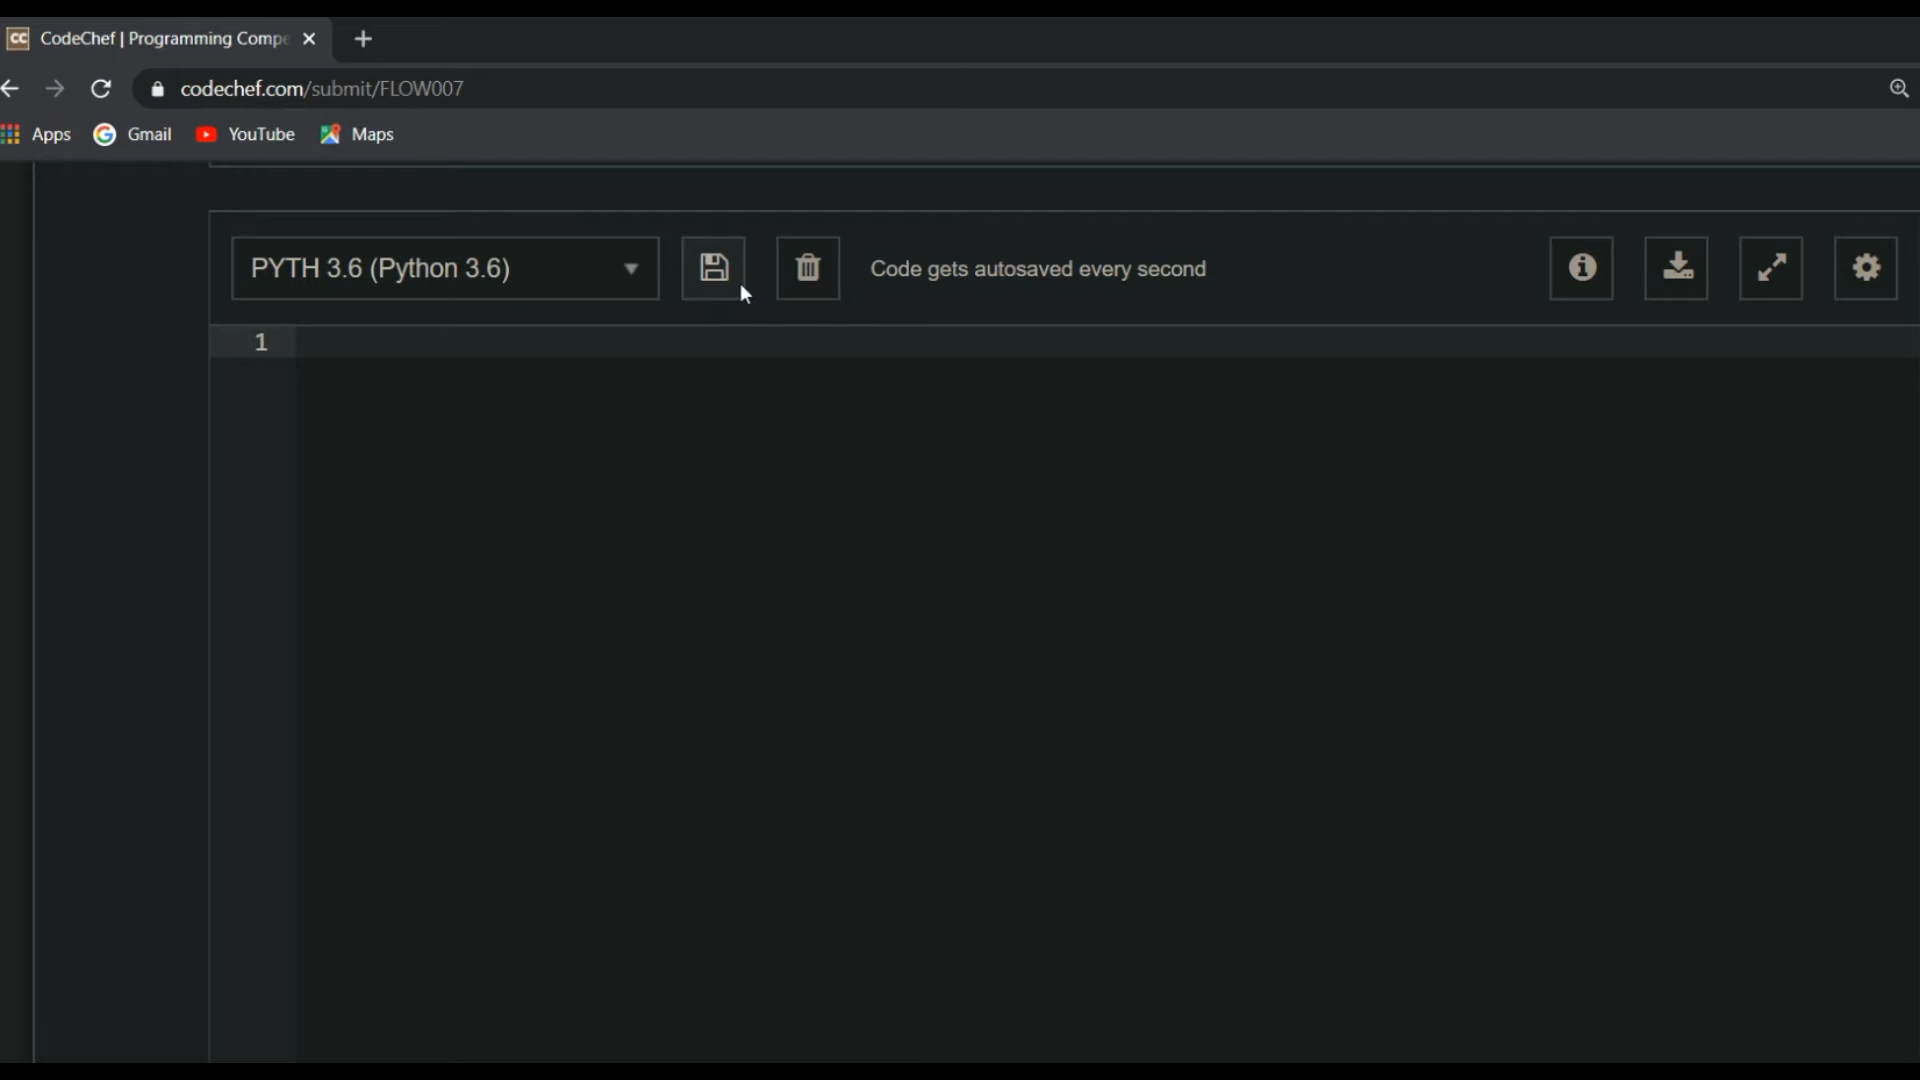 CC CodeChef | Programming Compe
codechef.com/submit/FLOW007
Apps Gmail YouTube Maps
PYTH 3.6 (Python 3.6) Code gets autosaved every second
1